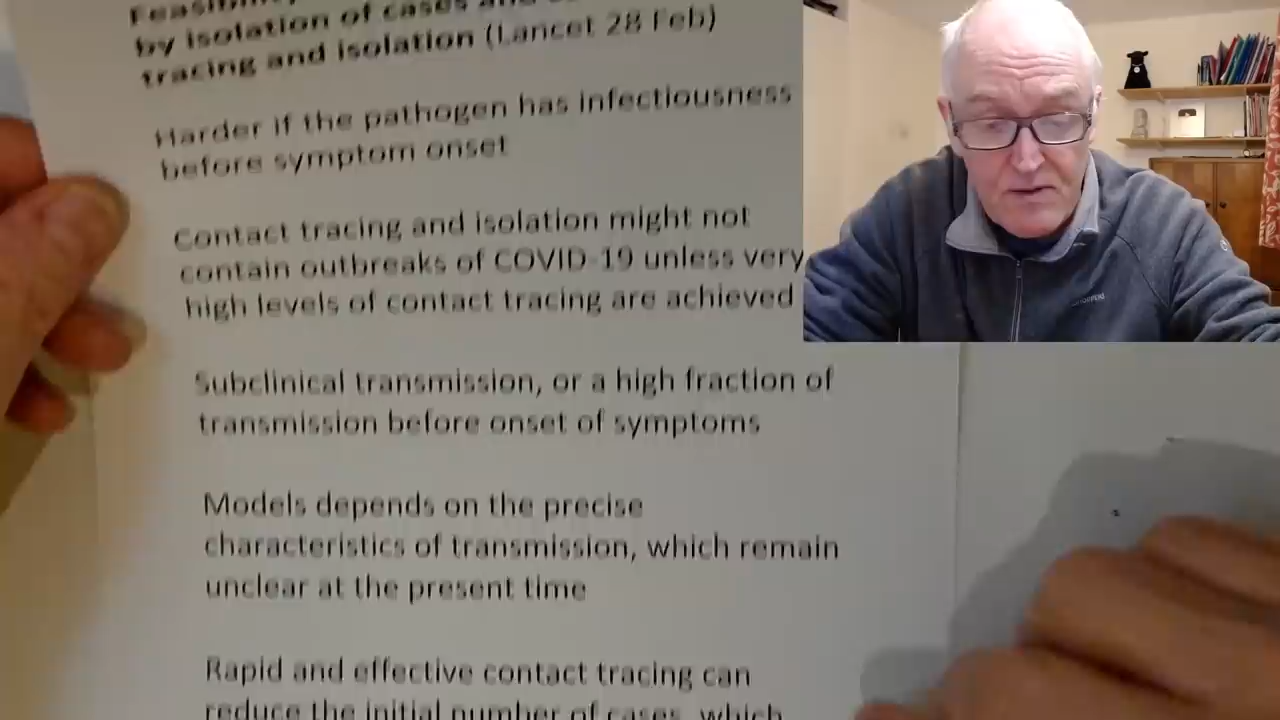 Feasibility
by isolation of cases and
tracing and isolation (Lancet 28 Feb)
Harder if the pathogen has infectiousness
before symptom onset
Contact tracing and isolation might not
contain outbreaks of COVID-19 unless very
high levels of contact tracing are achieved
Subclinical transmission, or a high fraction of
transmission before onset of symptoms
Models depends on the precise
characteristics of transmission, which remain
unclear at the present time
Rapid and effective contact tracing can
reduce the initial number of cases, which